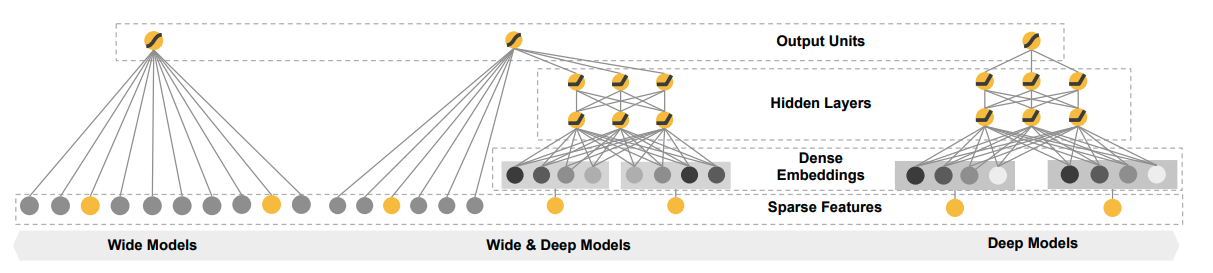 Output Units
Hidden Layers
Dense
Embeddings
Sparse Features
Wide Models
Wide & Deep Models
Deep Models